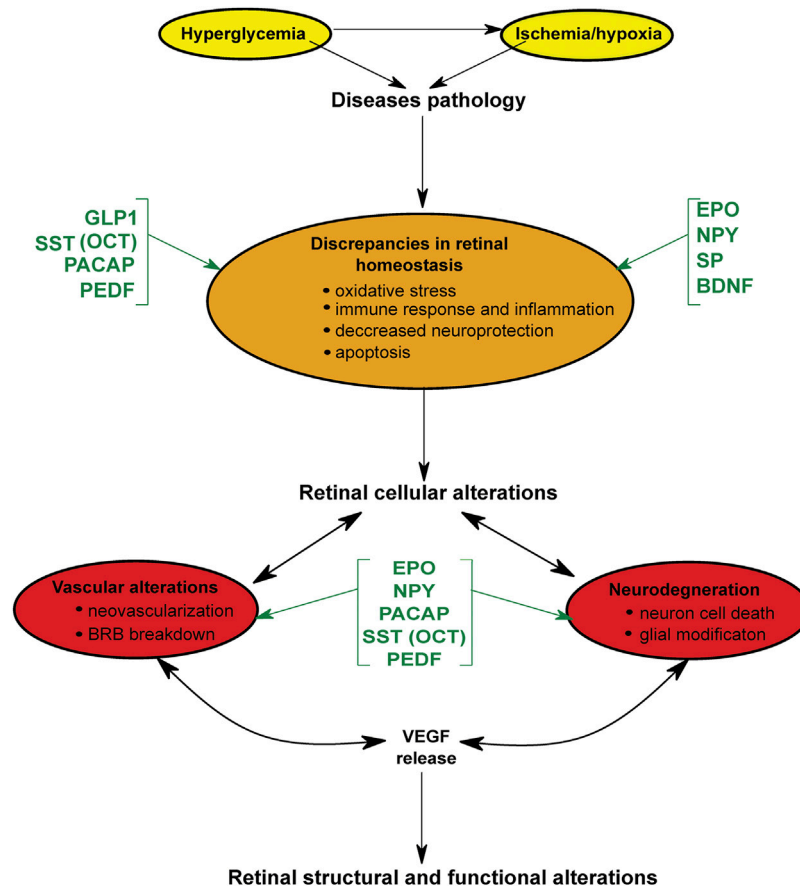 Hyperglycemia
Ischemia/hypoxia
Diseases pathology
GLP1
SST (OCT)
PACAP
PEDF
EPO
NPY
SP
BDNF
Discrepancies in retinal
homeostasis
• oxidative stress
• immune response and inflammation
• deccreased neuroprotection
• apoptosis
Retinal cellular alterations
Vascular alterations
• neovascularization
• BRB breakdown
EPO
NPY
PACAP
SST (OCT)
PEDF
Neurodegneration
• neuron cell death
• glial modificaton
VEGF
release
Retinal structural and functional alterations